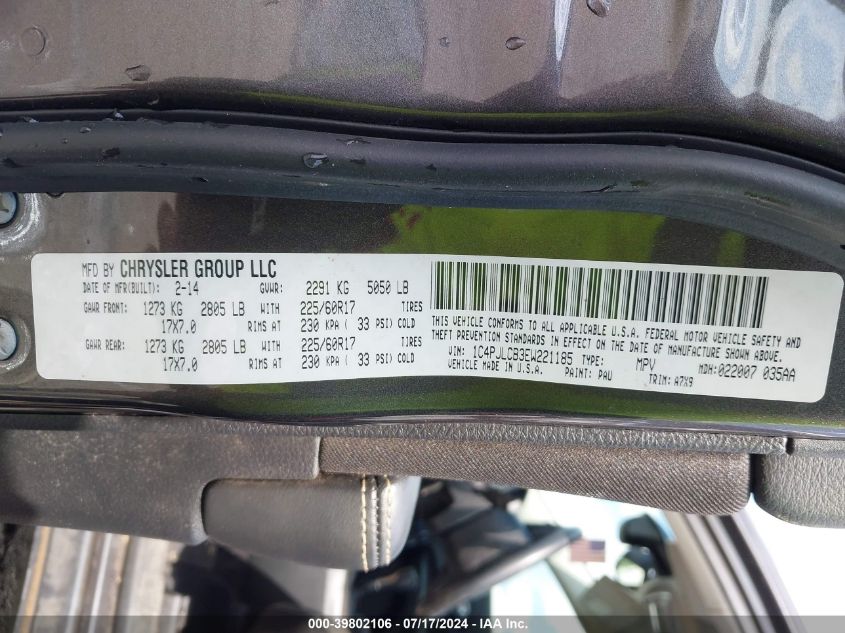 MFD BY CHRYSLER GROUP LLC
DATE OF MFR(BUILT): 2-14 GVWR: 2291 KG 5050 LB
GAWR FRONT: 1273 KG 2805 LB WITH 225/60R17 TIRES
17X7.0 RIMS AT 230 KPA ( 33 PSI) COLD
GAWR REAR: 1273 KG 2805 LB WITH 225/60R17 TIRES
17X7.0 RIMS AT 230 KPA ( 33 PSI) COLD
THIS VEHICLE CONFORMS TO ALL APPLICABLE U.S.A. FEDERAL MOTOR VEHICLE SAFETY AND
THEFT PREVENTION STANDARDS IN EFFECT ON THE DATE OF MANUFACTURE SHOWN ABOVE.
VIN: 1C4PJLCB3EW221185 TYPE: MPV MDH:022007 035AA
VEHICLE MADE IN U.S.A. PAINT: PAU TRIM: A7X9
000-39802106 - 07/17/2024 - IAA Inc.